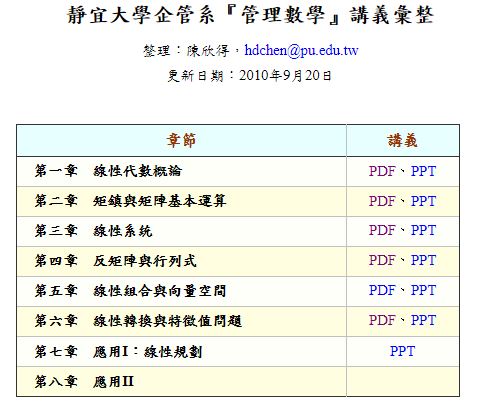 靜宜大學企管系『管理數學』講義彙整
整理：陳欣得，hdchen@pu.edu.tw
更新日期：2010年9月20日
章節 講義
第一章 線性代數概論 PDF、PPT
第二章 矩鎮與矩陣基本運算 PDF、PPT
第三章 線性系統 PDF、PPT
第四章 反矩陣與行列式 PDF、PPT
第五章 線性組合與向量空間 PDF、PPT
第六章 線性轉換與特徵值問題 PDF、PPT
第七章 應用I：線性規劃 PPT
第八章 應用II